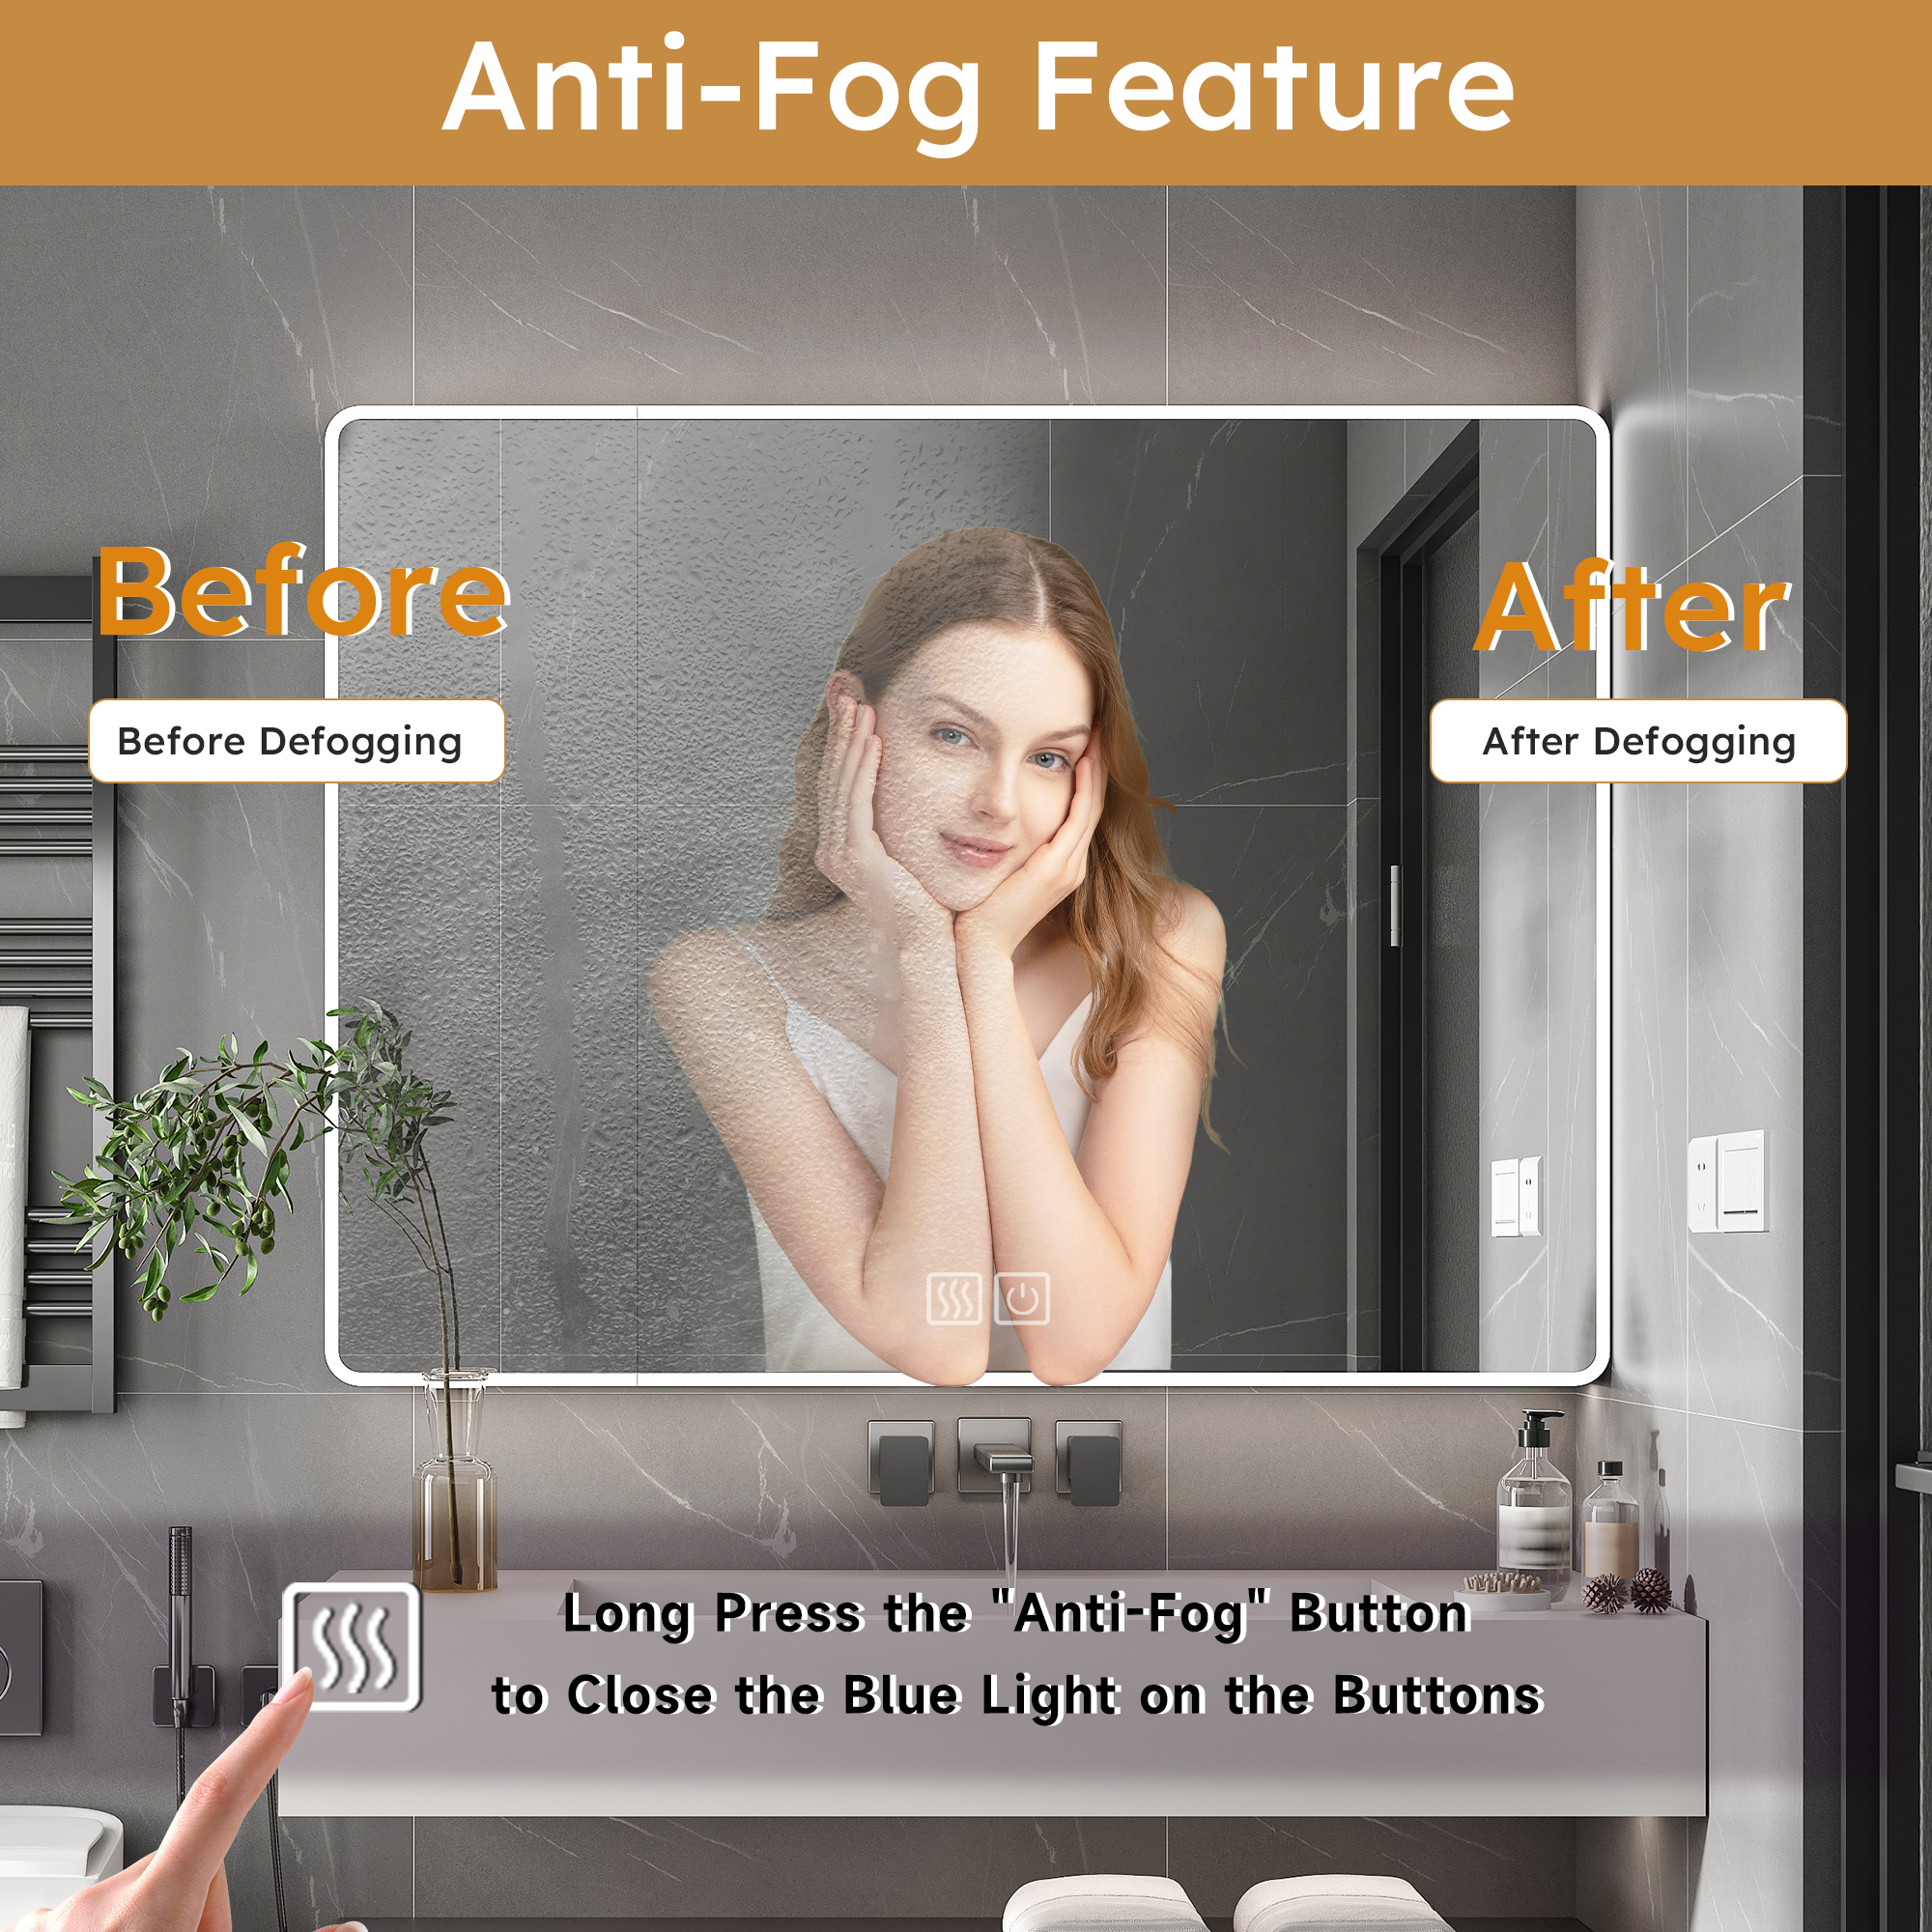 Anti-Fog Feature
Before
After
Before Defogging
After Defogging
Long Press the "Anti-Fog" Button
to Close the Blue Light on the Buttons